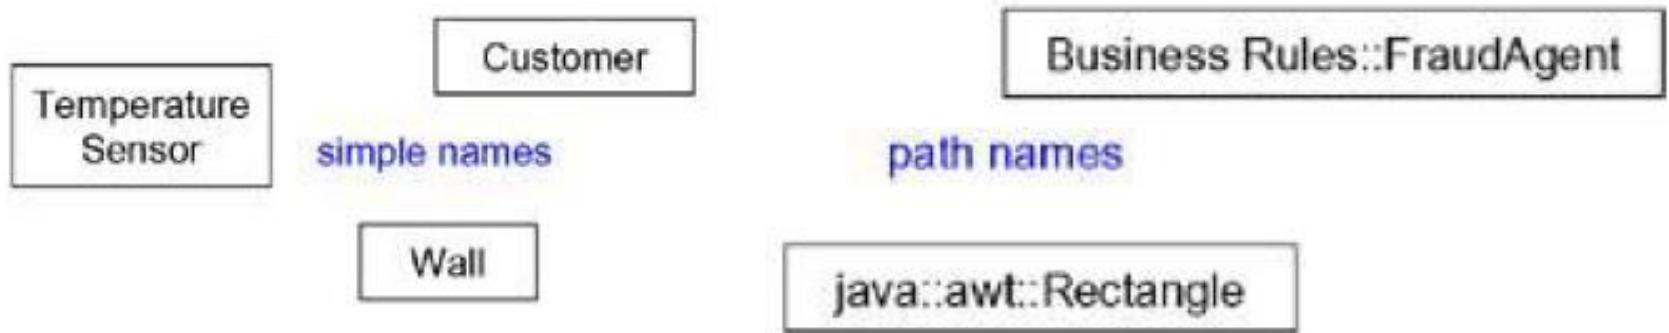 Customer
Business Rules::FraudAgent
Temperature
Sensor
simple names
path names
Wall
java::awt::Rectangle